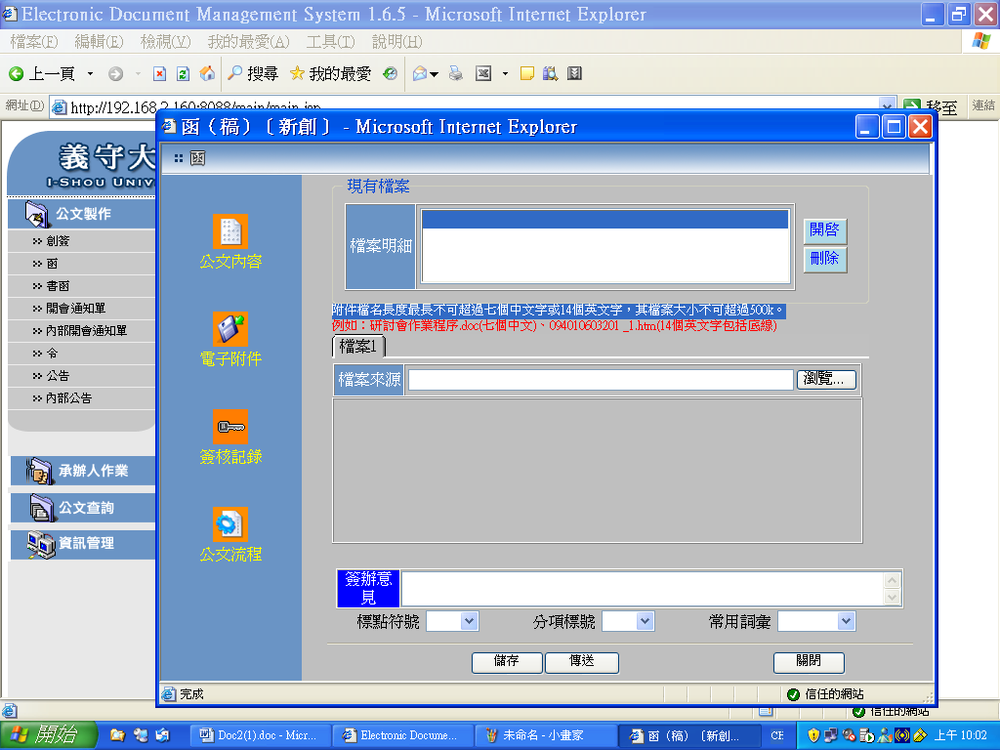 Electronic Document Management System 1.6.5 - Microsoft Internet Explorer
檔案(F) 編輯(E) 檢視(V) 我的最愛(A) 工具(T) 說明(H)
上一頁 搜尋 我的最愛
網址(D) http://192.168.2.160:8088/main/main.jsp 移至 連結
函（稿）〔新創〕 - Microsoft Internet Explorer
函
義守大
I-SHOU UNIV
公文製作
創簽
函
書函
開會通知單
內部開會通知單
令
公告
內部公告
承辦人作業
公文查詢
資訊管理
公文內容
電子附件
簽核記錄
公文流程
現有檔案
檔案明細
開啓
刪除
附件檔名長度最長不可超過七個中文字或14個英文字，其檔案大小不可超過500k。
例如：研討會作業程序.doc(七個中文)、094010603201_1.htm(14個英文字包括底線)
檔案1
檔案來源 瀏覽...
簽辦意見
標點符號 分項標號 常用詞彙
儲存 傳送 關閉
完成 信任的網站
信任的網站
開始 Doc2(1).doc - Micr... Electronic Docume... 未命名 - 小畫家 函（稿）〔新創... CH 上午 10:02